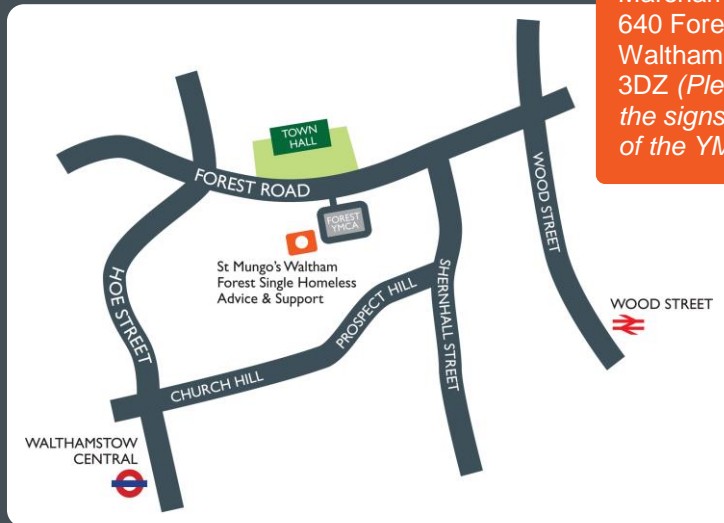 640 Fore
Waltham
3DZ (Ple
the signs
of the YM
TOWN
HALL
FOREST ROAD
FOREST
YMCA
St Mungo's Waltham
Forest Single Homeless
Advice & Support
WOOD STREET
HOE STREET
PROSPECT HILL
SHERNHALL STREET
WOOD STREET
CHURCH HILL
WALTHAMSTOW
CENTRAL